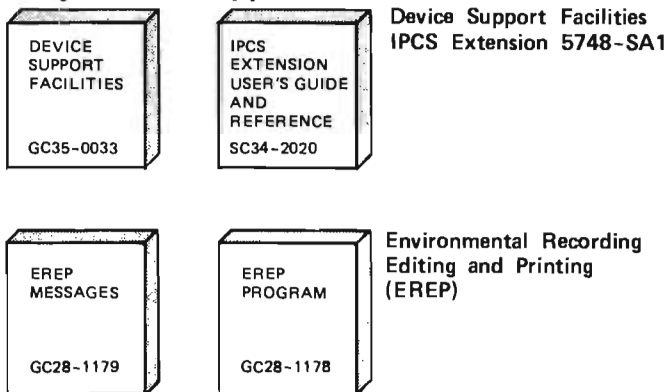 DEVICE
SUPPORT
FACILITIES
GC35-0033
IPCS
EXTENSION
USER'S GUIDE
AND
REFERENCE
SC34-2020
Device Support Facilities
IPCS Extension 5748-SA1
EREP
MESSAGES
GC28-1179
EREP
PROGRAM
GC28-1178
Environmental Recording
Editing and Printing
(EREP)